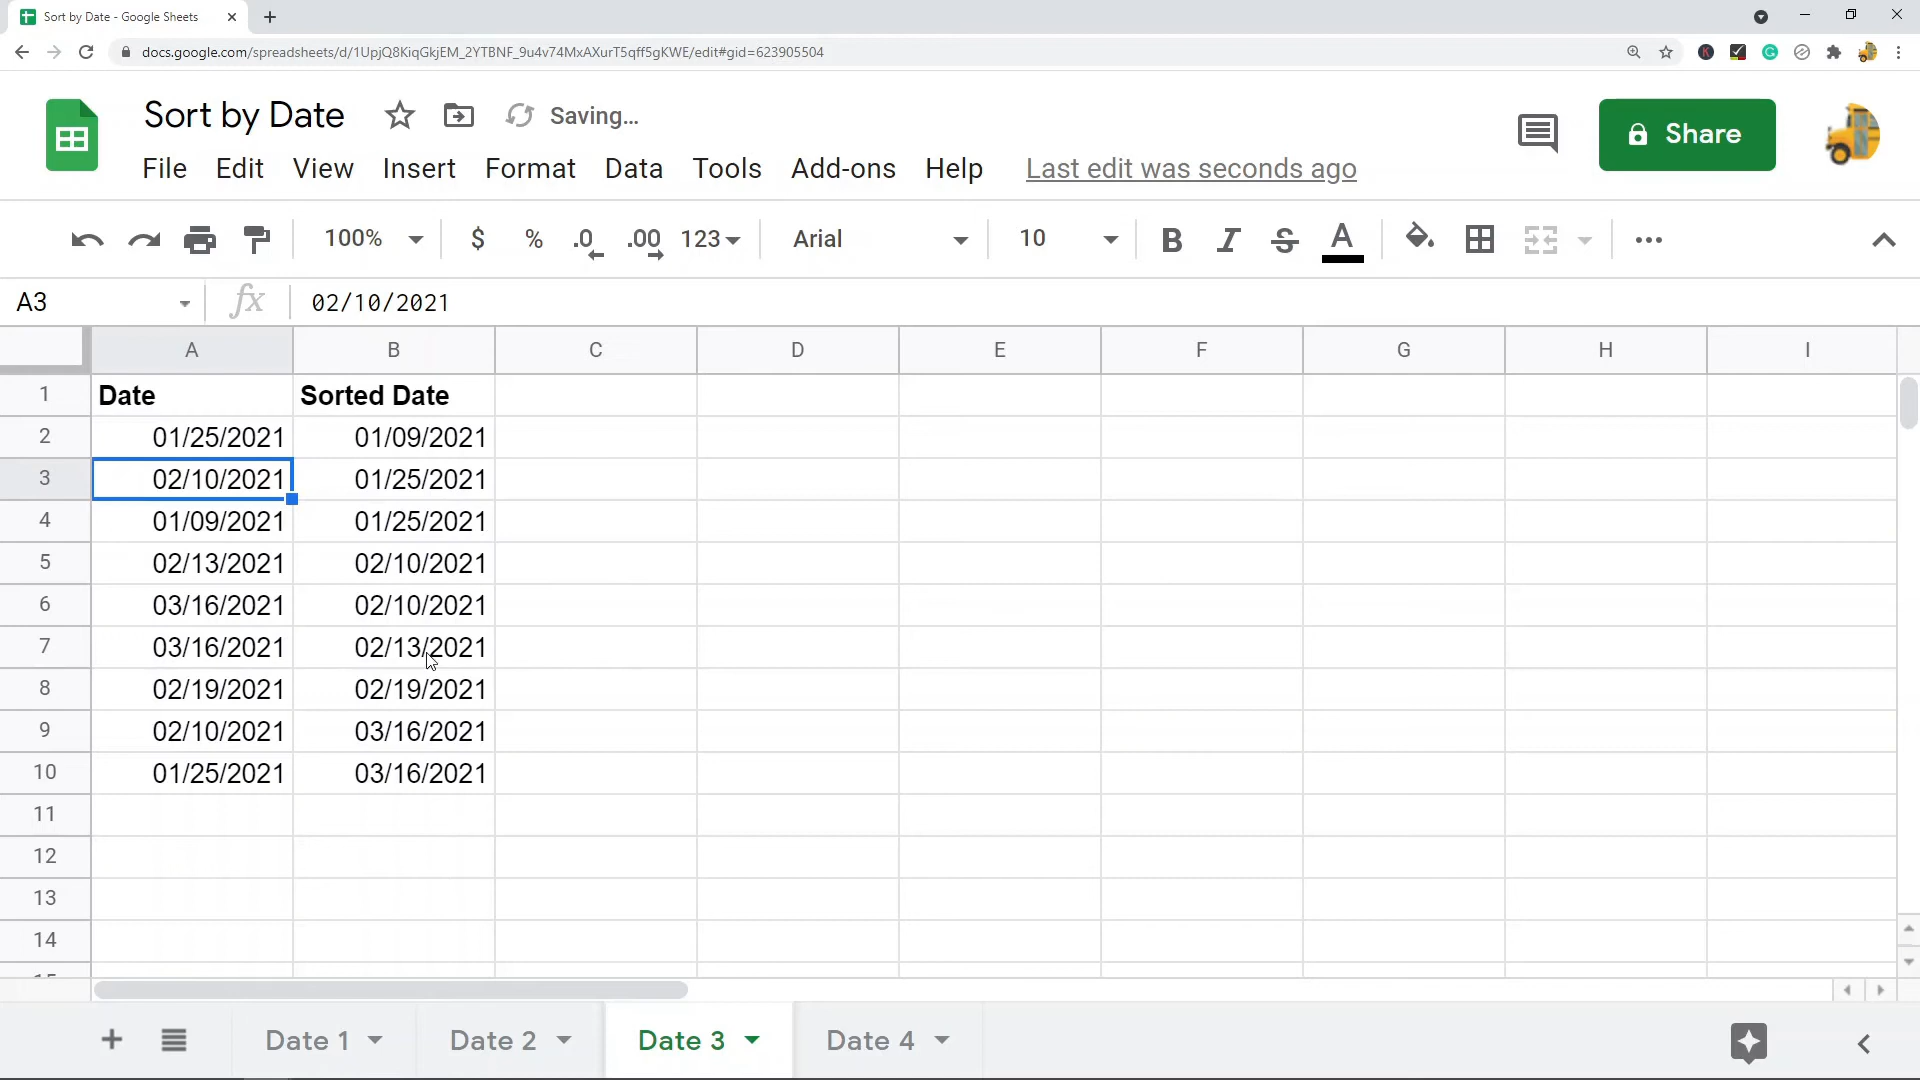 Sort by Date - Google Sheets
docs.google.com/spreadsheets/d/1UpjQ8KiqGkjEM_2YTBNF_9u4v74MxAXurT5qff5gKWE/edit#gid=623905504
Sort by Date Saving...
File Edit View Insert Format Data Tools Add-ons Help Last edit was seconds ago
Share
100% $ % .0 .00 123 Arial 10 B I S A
A3 fx 02/10/2021
A B C D E F G H I
1 Date Sorted Date
2 01/25/2021 01/09/2021
3 02/10/2021 01/25/2021
4 01/09/2021 01/25/2021
5 02/13/2021 02/10/2021
6 03/16/2021 02/10/2021
7 03/16/2021 02/13/2021
8 02/19/2021 02/19/2021
9 02/10/2021 03/16/2021
10 01/25/2021 03/16/2021
11
12
13
14
Date 1 Date 2 Date 3 Date 4